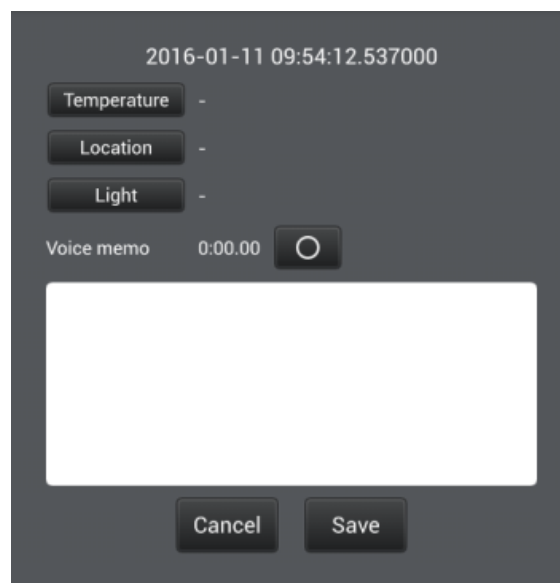 2016-01-11 09:54:12.537000
Temperature -
Location -
Light -
Voice memo 0:00.00
Cancel Save